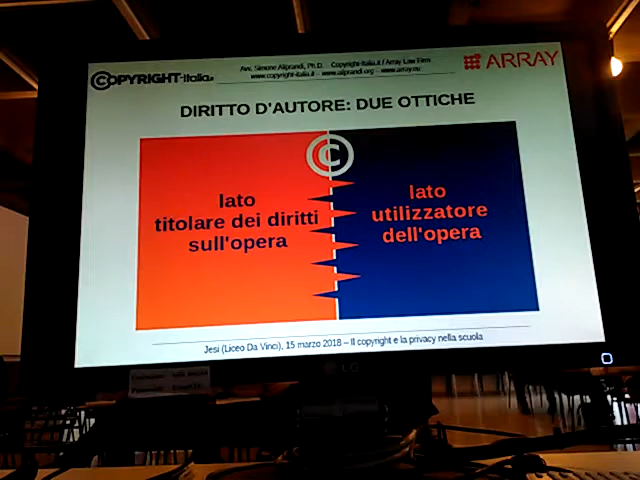 COPYRIGHT-Italia.it
Avv. Simone Aliprandi, Ph.D. – Copyright-Italia.it / Array Law Firm
www.copyright-italia.it – www.aliprandi.org – www.array.eu
ARRAY
DIRITTO D'AUTORE: DUE OTTICHE
C
lato
titolare dei diritti
sull'opera
lato
utilizzatore
dell'opera
Jesi (Liceo Da Vinci), 15 marzo 2018 – Il copyright e la privacy nella scuola
LG